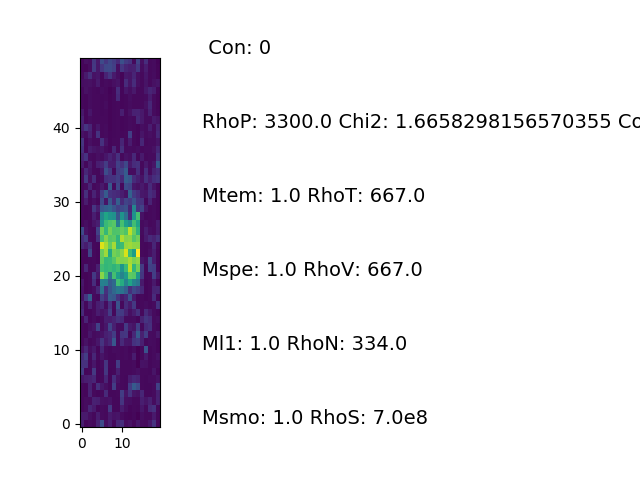 Con: 0
RhoP: 3300.0 Chi2: 1.6658298156570355 Co
Mtem: 1.0 RhoT: 667.0
Mspe: 1.0 RhoV: 667.0
Ml1: 1.0 RhoN: 334.0
Msmo: 1.0 RhoS: 7.0e8
40
30
20
10
0
0 10